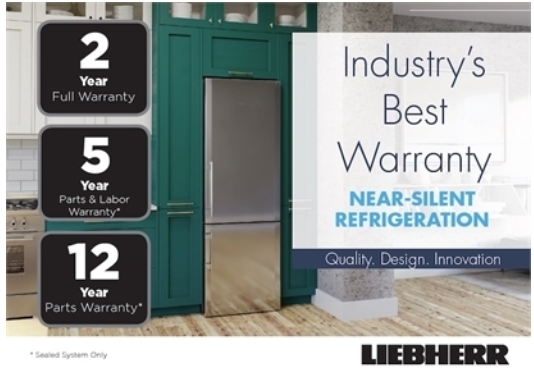 2
Year
Full Warranty
5
Year
Parts & Labor
Warranty*
12
Year
Parts Warranty*
Industry's
Best
Warranty
NEAR-SILENT
REFRIGERATION
Quality. Design. Innovation
* Sealed System Only
LIEBHERR